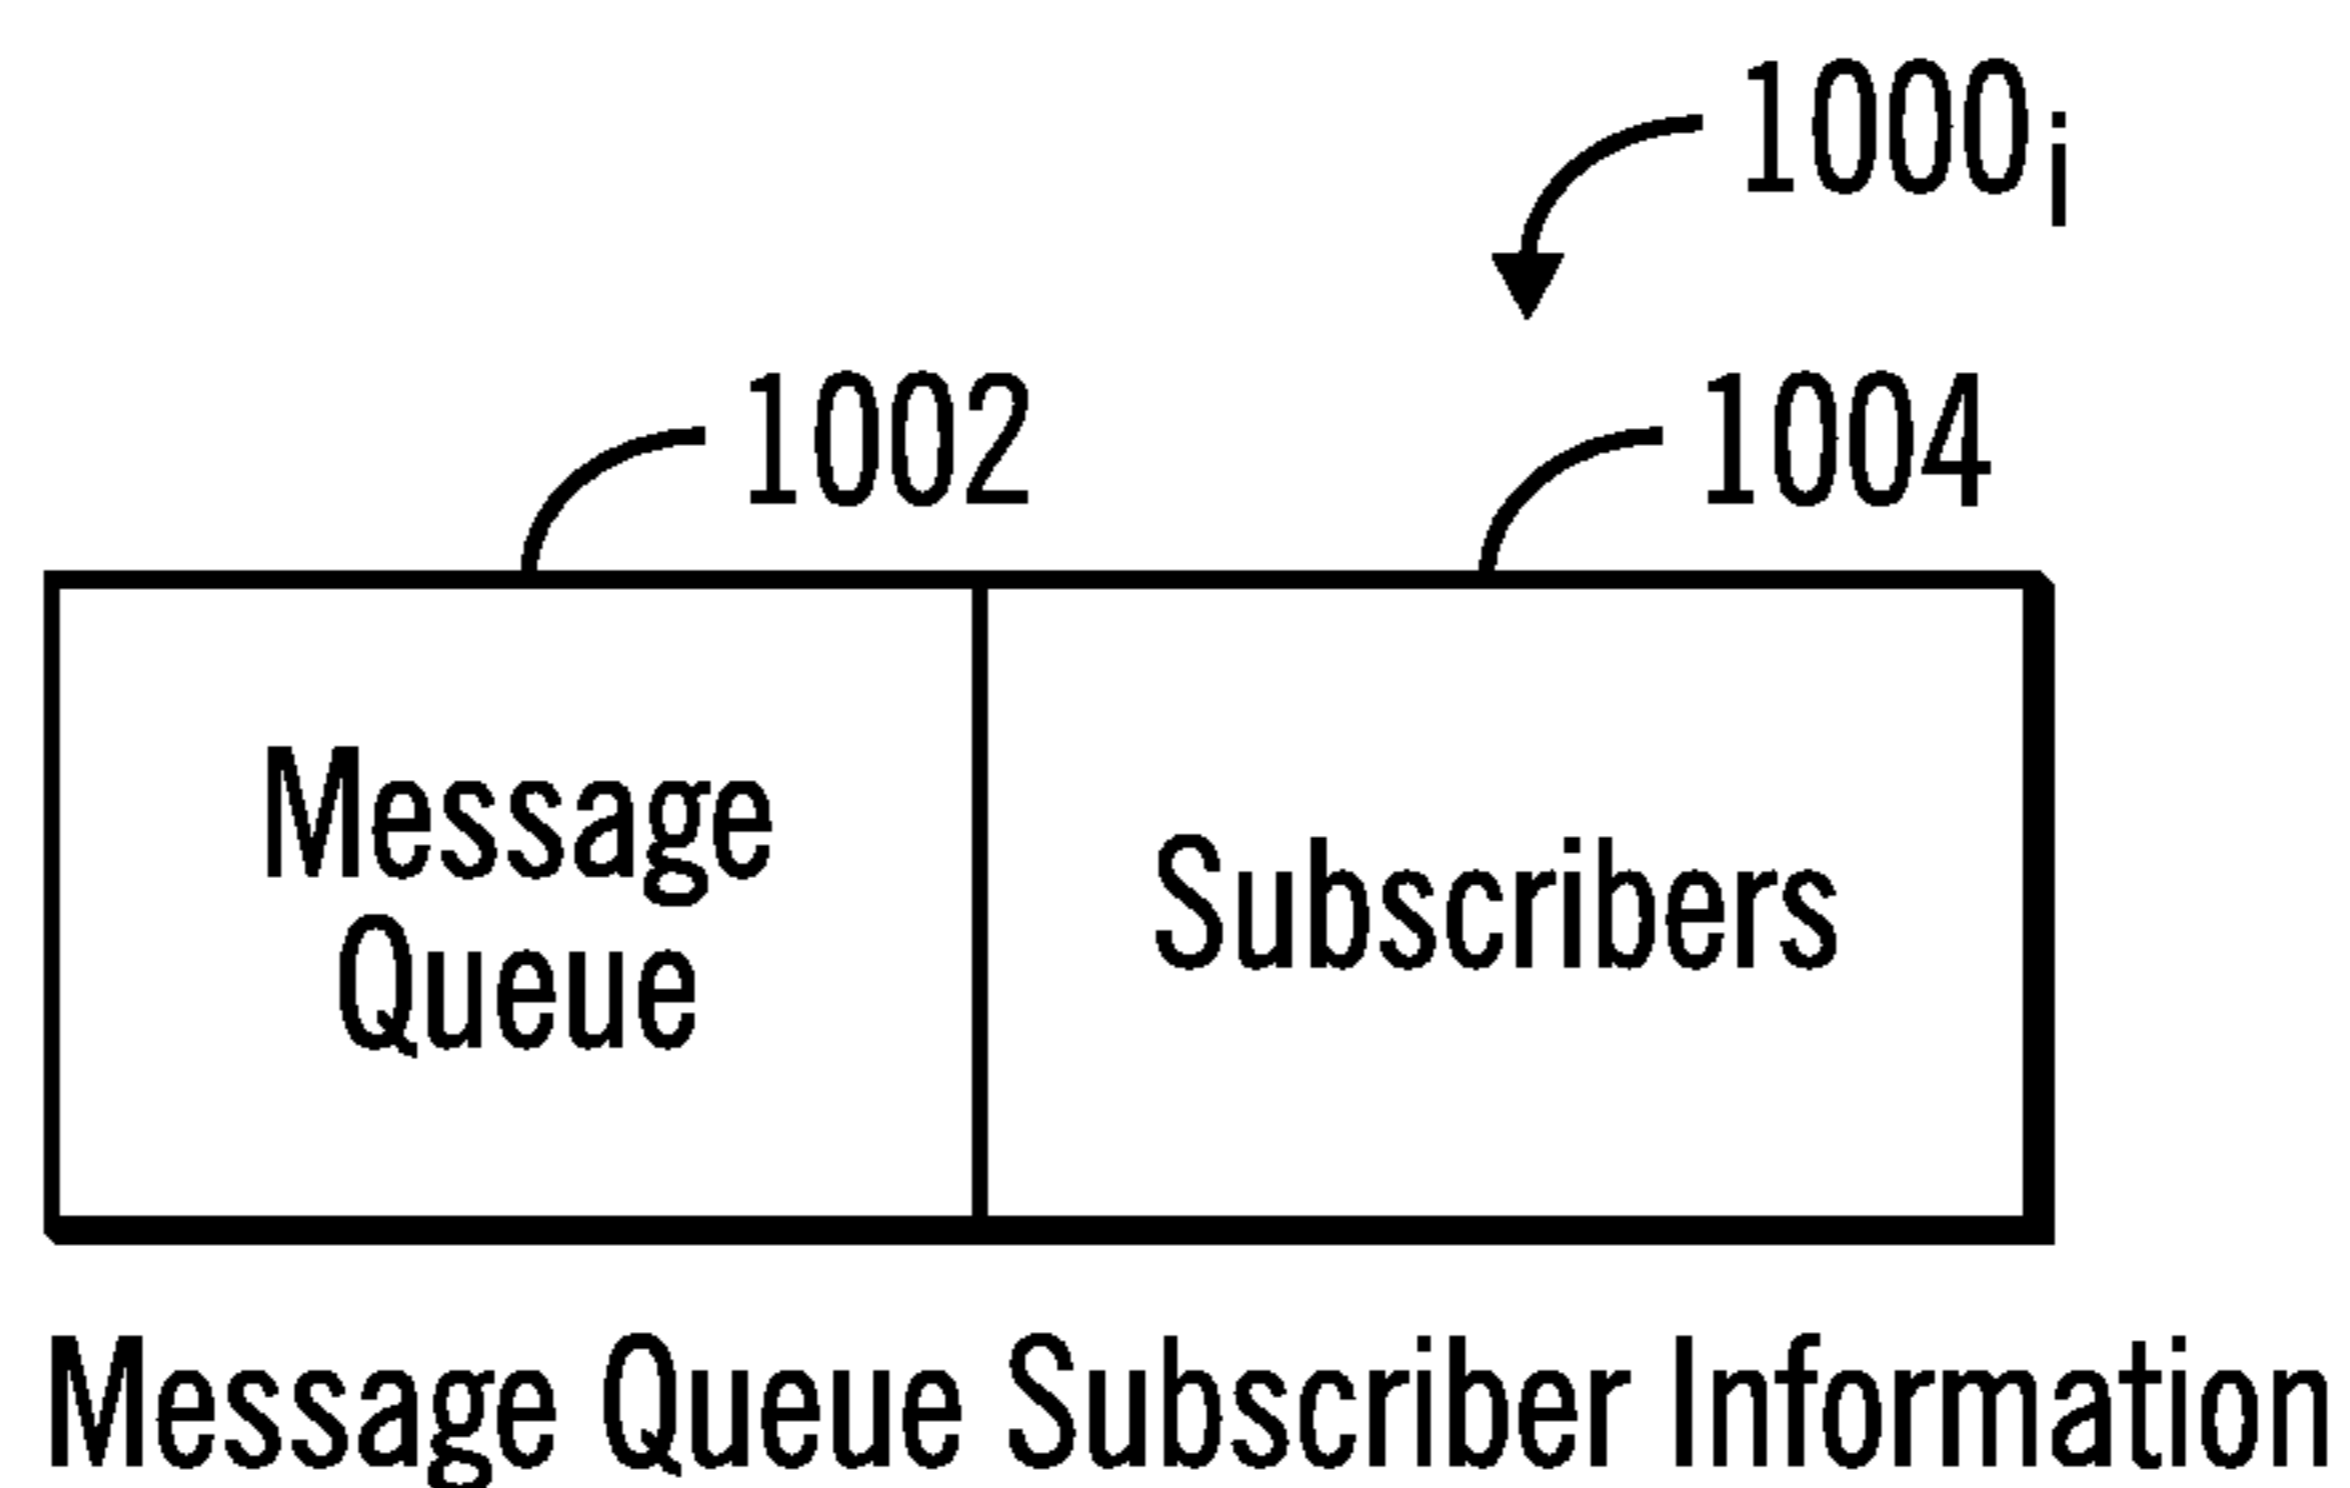 1000i
1002
1004
Message
Queue
Subscribers
Message Queue Subscriber Information